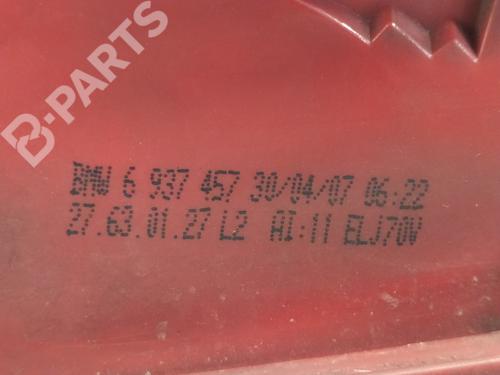 B-PARTS
BMW 6 937 457 30/04/07 06:22
27.63.01.27 L2 AI:11 ELJ70V